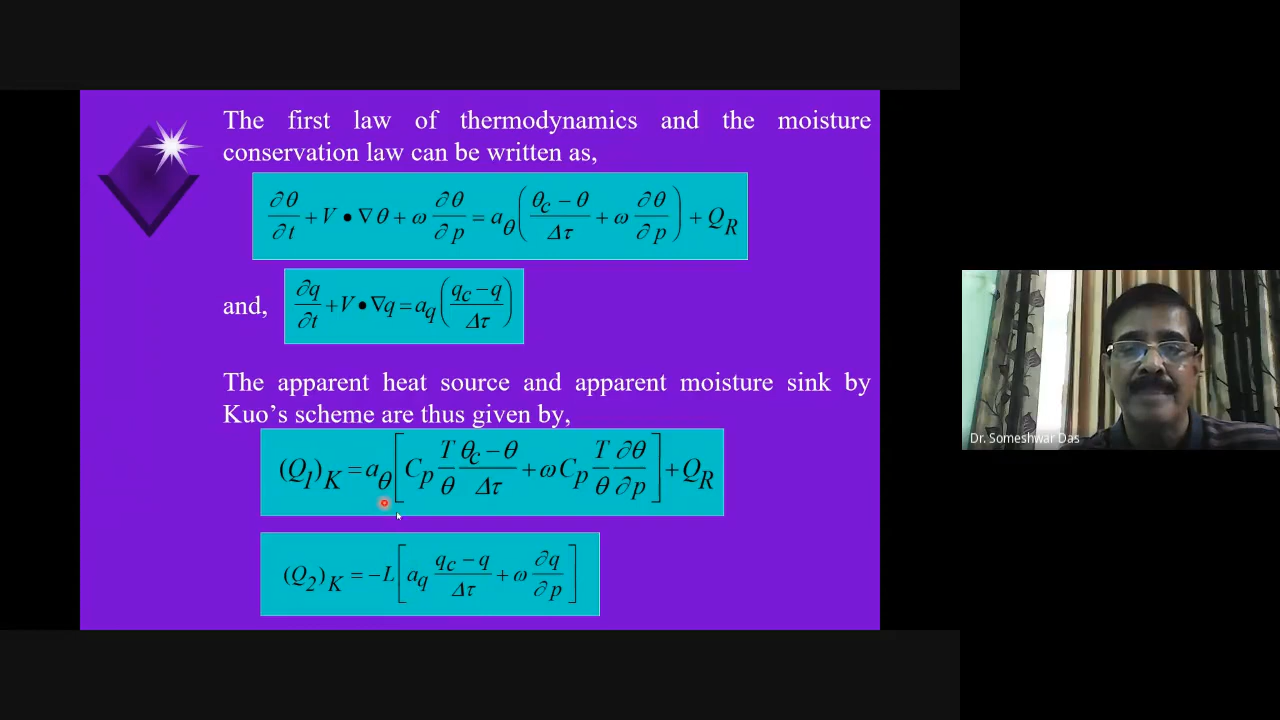 The first law of thermodynamics and the moisture
conservation law can be written as,
∂θ/∂t + V • ∇θ + ω ∂θ/∂p = a_θ ( (θ_c − θ)/Δτ + ω ∂θ/∂p ) + Q_R
and, ∂q/∂t + V • ∇q = a_q ( (q_c − q)/Δτ )
The apparent heat source and apparent moisture sink by
Kuo’s scheme are thus given by,
(Q_1)_K = a_θ [ C_p T/θ (θ_c − θ)/Δτ + ω C_p T/θ ∂θ/∂p ] + Q_R
(Q_2)_K = −L [ a_q (q_c − q)/Δτ + ω ∂q/∂p ]
Dr. Someshwar Das